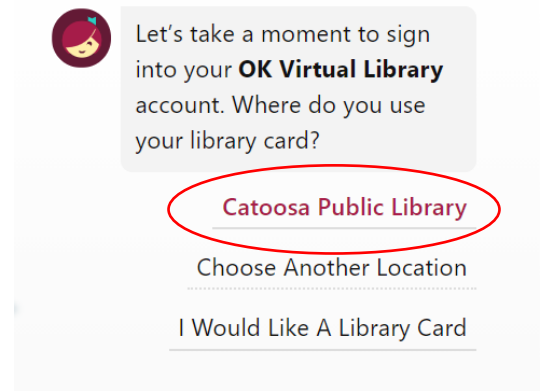 Let’s take a moment to sign
into your OK Virtual Library
account. Where do you use
your library card?
Catoosa Public Library
Choose Another Location
I Would Like A Library Card